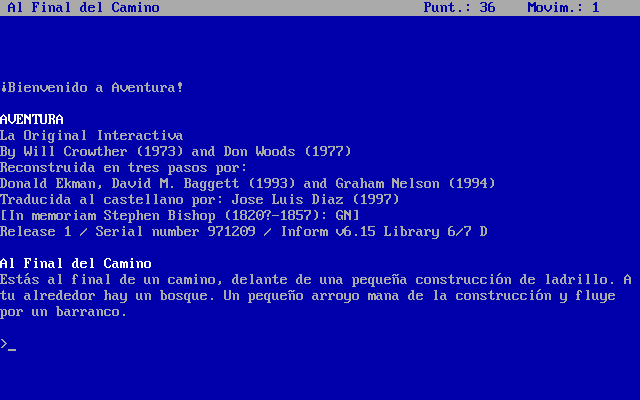 Al Final del Camino Punt.: 36 Movim.: 1
¡Bienvenido a Aventura!
AVENTURA
La Original Interactiva
By Will Crowther (1973) and Don Woods (1977)
Reconstruida en tres pasos por:
Donald Ekman, David M. Baggett (1993) and Graham Nelson (1994)
Traducida al castellano por: Jose Luis Diaz (1997)
[In memoriam Stephen Bishop (1820?-1857): GN]
Release 1 / Serial number 971209 / Inform v6.15 Library 6/7 D
Al Final del Camino
Estás al final de un camino, delante de una pequeña construcción de ladrillo. A
tu alrededor hay un bosque. Un pequeño arroyo mana de la construcción y fluye
por un barranco.
>_